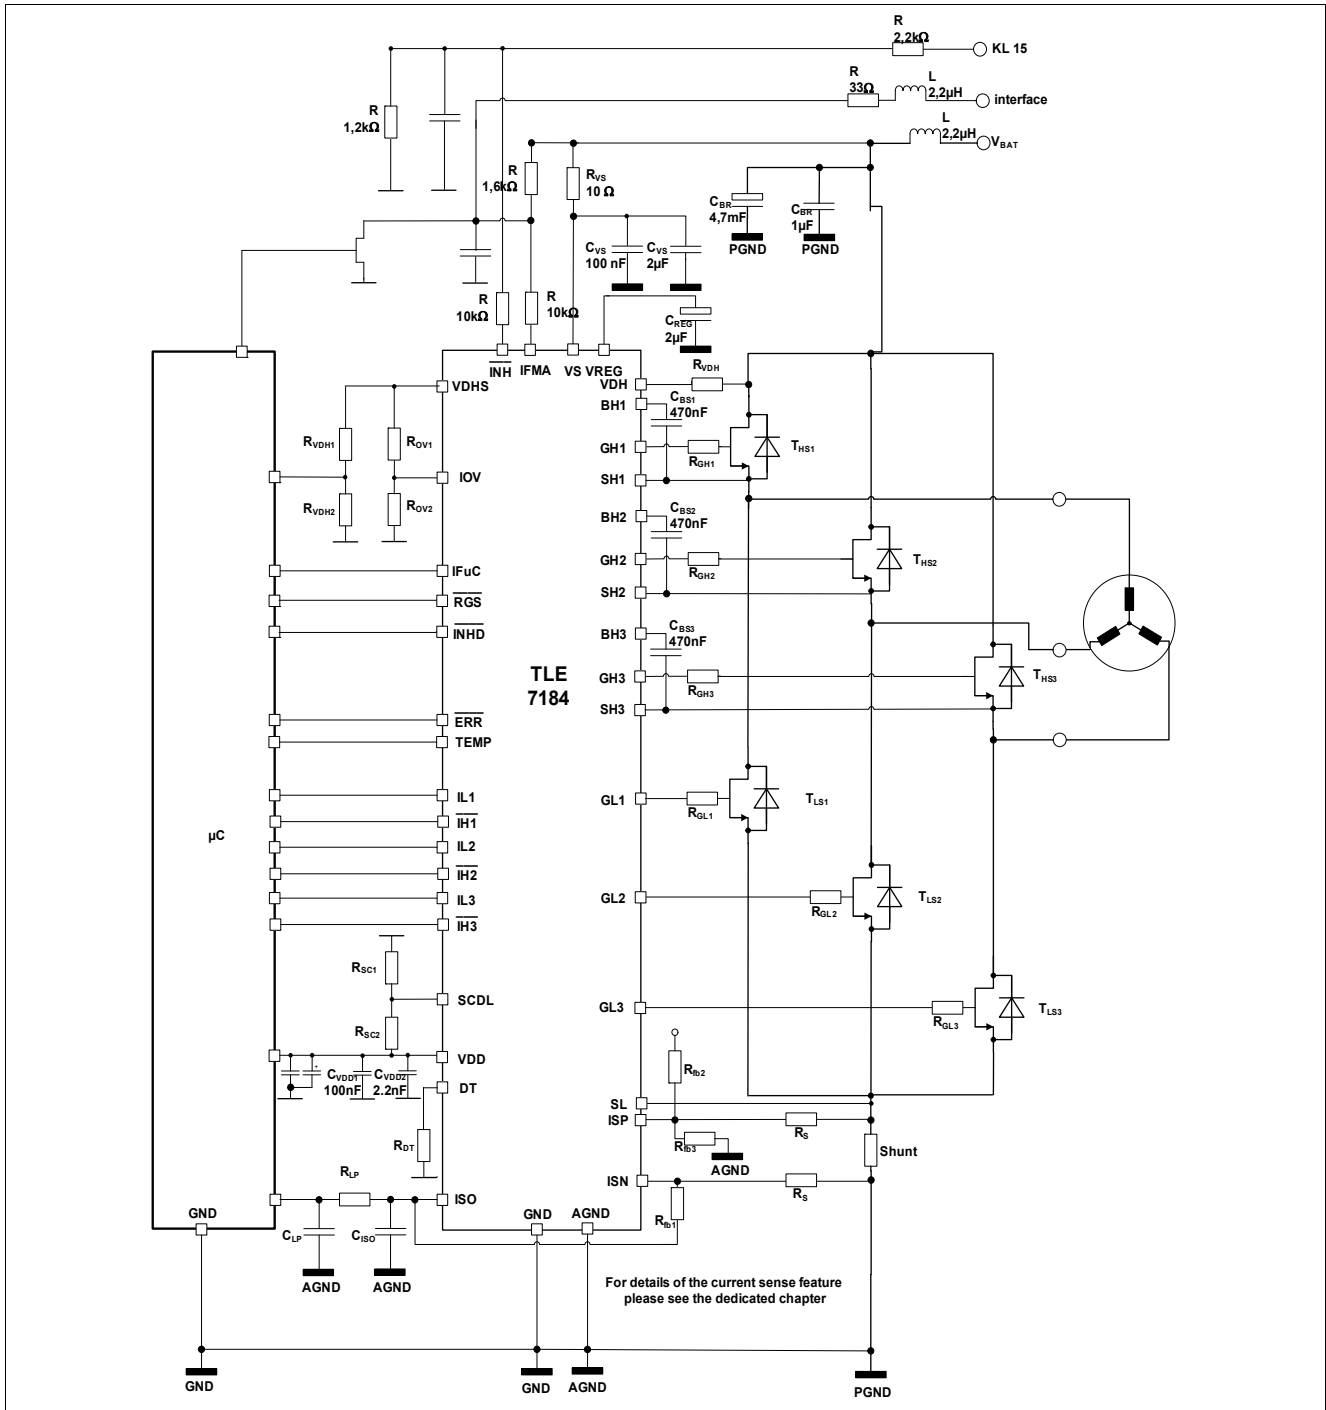 R
2,2kΩ
KL 15
R
33Ω
L
2,2µH
interface
R
1,2kΩ
L
2,2µH
VBAT
R
1,6kΩ
RVS
10 Ω
CBR
4,7mF
PGND
CBR
1µF
PGND
CVS
100 nF
CVS
2µF
R
10kΩ
R
10kΩ
CREG
2µF
INH
IFMA
VS
VREG
VDHS
VDH
RVDH
BH1
CBS1
470nF
RVDH1
ROV1
GH1
RGH1
THS1
IOV
SH1
RVDH2
ROV2
BH2
CBS2
470nF
GH2
RGH2
THS2
IFuC
SH2
RGS
INHD
BH3
CBS3
470nF
TLE
7184
GH3
RGH3
THS3
SH3
ERR
TEMP
IL1
GL1
RGL1
TLS1
IH1
µC
IL2
IH2
IL3
GL2
RGL2
TLS2
IH3
RSC1
SCDL
GL3
RGL3
TLS3
RSC2
VDD
CVDD1
100nF
CVDD2
2.2nF
DT
Rfb2
SL
ISP
RS
RDT
Rfb3
AGND
Shunt
RLP
ISN
RS
ISO
Rfb1
GND
GND
AGND
CLP
CISO
AGND
AGND
For details of the current sense feature
please see the dedicated chapter
GND
GND
AGND
PGND